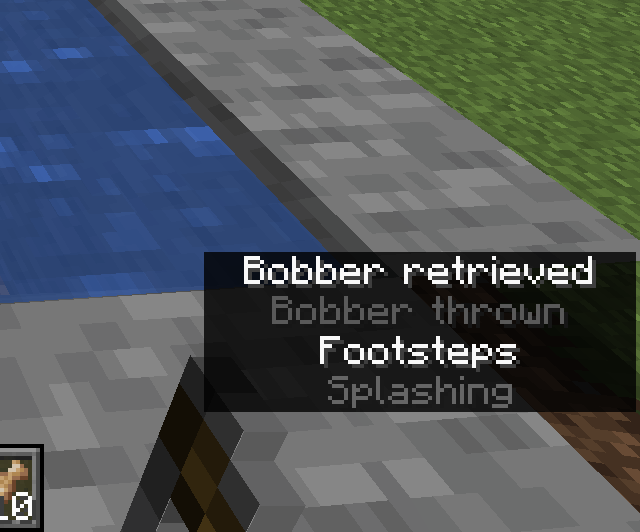 Bobber retrieved
Bobber thrown
Footsteps
Splashing